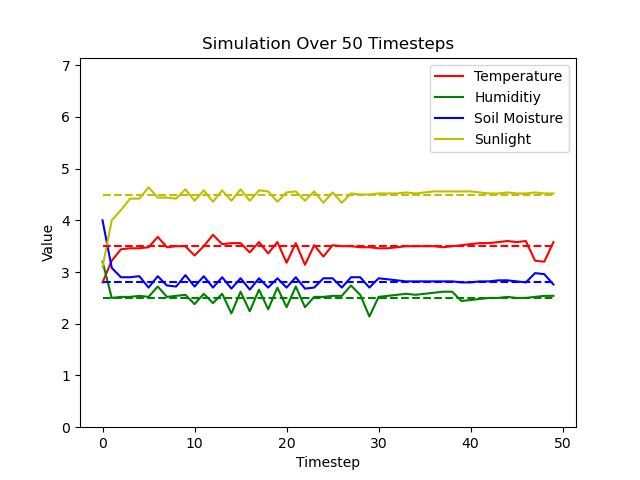 Simulation Over 50 Timesteps
Temperature
Humiditiy
Soil Moisture
Sunlight
Value
7
6
5
4
3
2
1
0
0 10 20 30 40 50
Timestep